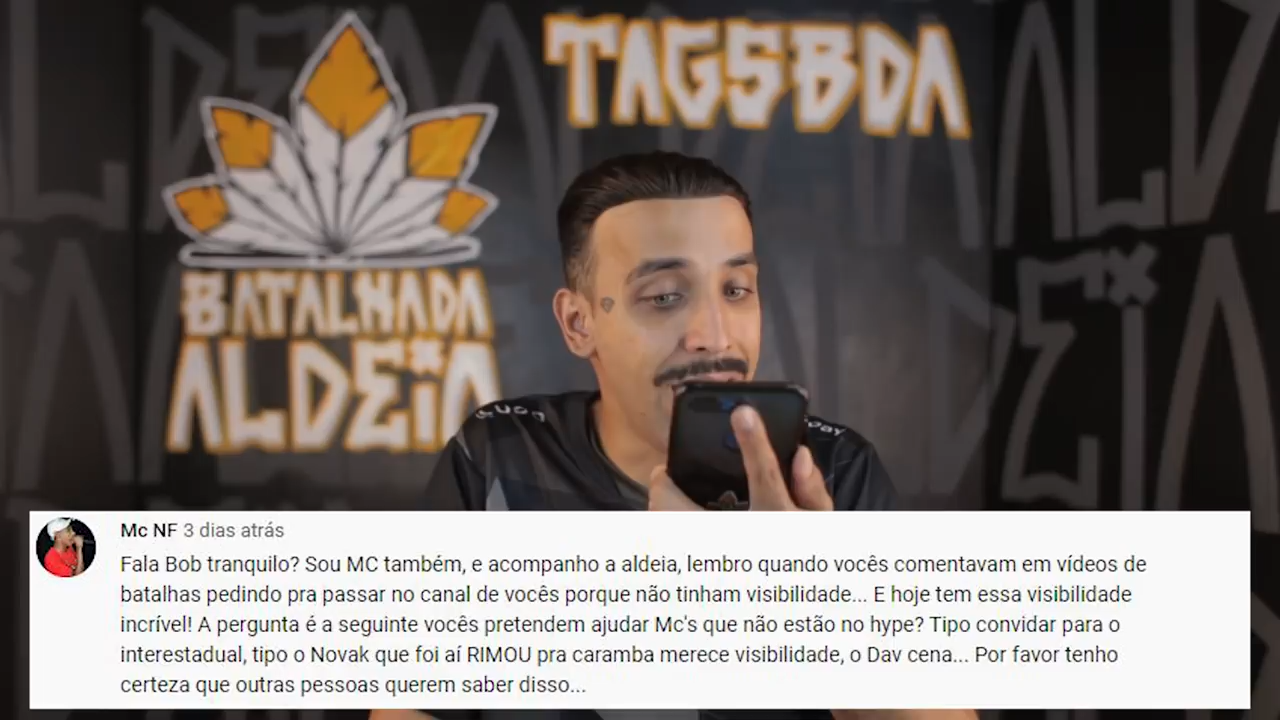 TAGSBDA
BATALHA DA
ALDEiA
Mc NF 3 dias atrás
Fala Bob tranquilo? Sou MC também, e acompanho a aldeia, lembro quando vocês comentavam em vídeos de
batalhas pedindo pra passar no canal de vocês porque não tinham visibilidade... E hoje tem essa visibilidade
incrível! A pergunta é a seguinte vocês pretendem ajudar Mc's que não estão no hype? Tipo convidar para o
interestadual, tipo o Novak que foi aí RIMOU pra caramba merece visibilidade, o Dav cena... Por favor tenho
certeza que outras pessoas querem saber disso...